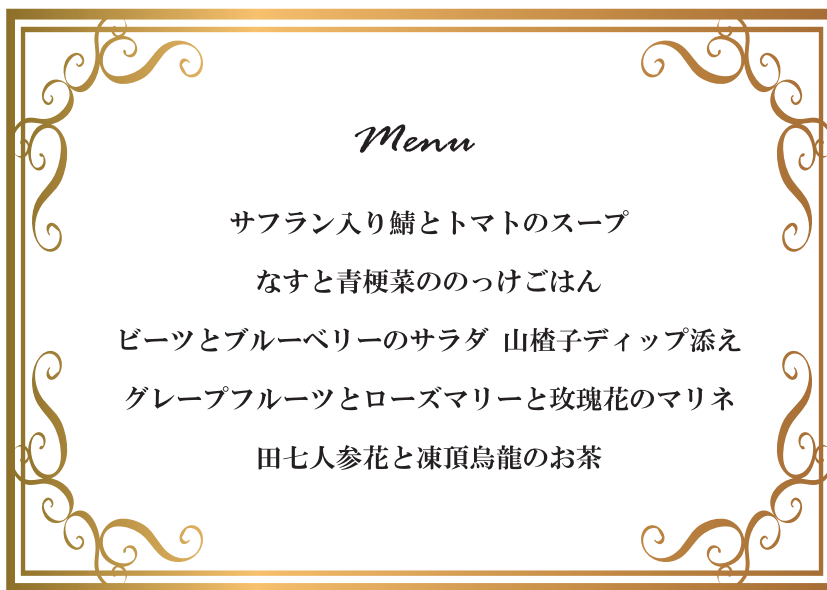 Menu
サフラン入り鯖とトマトのスープ
なすと青梗菜ののっけごはん
ビーツとブルーベリーのサラダ 山楂子ディップ添え
グレープフルーツとローズマリーと玫瑰花のマリネ
田七人参花と凍頂烏龍のお茶